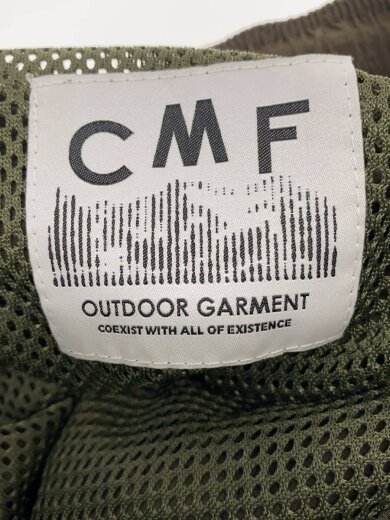 CMF
OUTDOOR GARMENT
COEXIST WITH ALL OF EXISTENCE